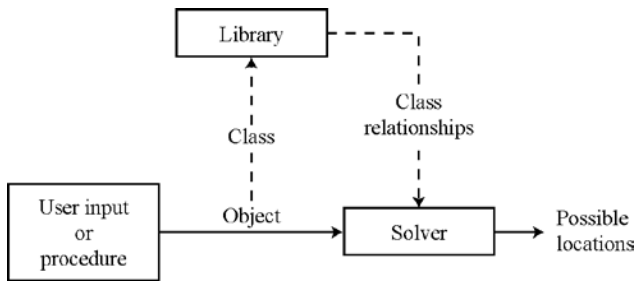 Library
Class
Class
relationships
User input
or
procedure
Object
Solver
Possible
locations